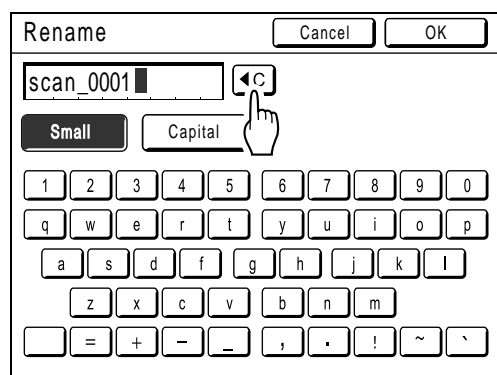 Rename Cancel OK
scan_0001 C
Small Capital
1 2 3 4 5 6 7 8 9 0
q w e r t y u i o p
a s d f g h j k l
z x c v b n m
= + - _ , . ! ~ `